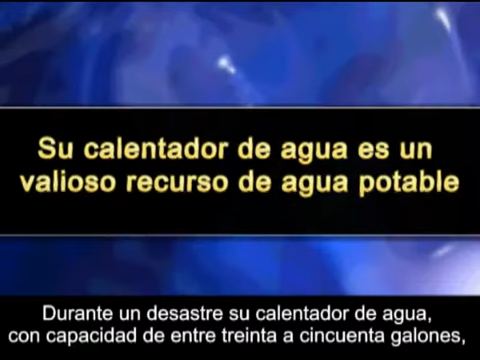 Su calentador de agua es un
valioso recurso de agua potable
Durante un desastre su calentador de agua,
con capacidad de entre treinta a cincuenta galones,